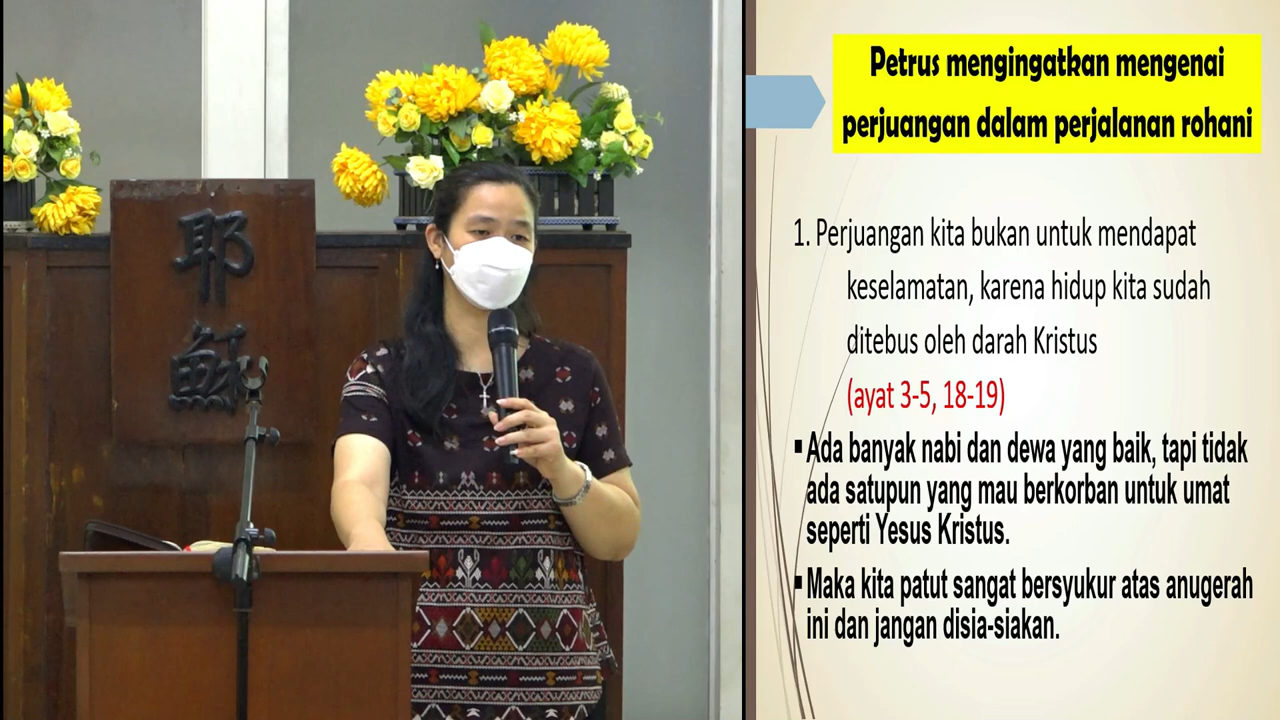 耶
穌
Petrus mengingatkan mengenai
perjuangan dalam perjalanan rohani
1. Perjuangan kita bukan untuk mendapat
keselamatan, karena hidup kita sudah
ditebus oleh darah Kristus
(ayat 3-5, 18-19)
▪ Ada banyak nabi dan dewa yang baik, tapi tidak
ada satupun yang mau berkorban untuk umat
seperti Yesus Kristus.
▪ Maka kita patut sangat bersyukur atas anugerah
ini dan jangan disia-siakan.